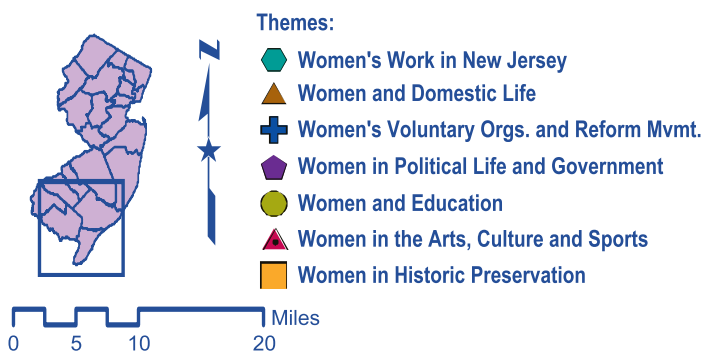 Themes:
N
Women's Work in New Jersey
Women and Domestic Life
Women's Voluntary Orgs. and Reform Mvmt.
Women in Political Life and Government
Women and Education
Women in the Arts, Culture and Sports
Women in Historic Preservation
Miles
0 5 10 20